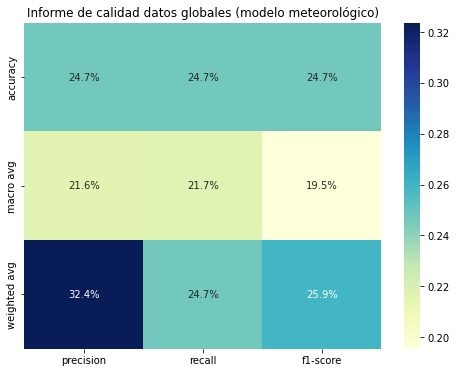 Informe de calidad datos globales (modelo meteorológico)
accuracy
24.7%
24.7%
24.7%
macro avg
21.6%
21.7%
19.5%
weighted avg
32.4%
24.7%
25.9%
precision
recall
f1-score
0.32
0.30
0.28
0.26
0.24
0.22
0.20